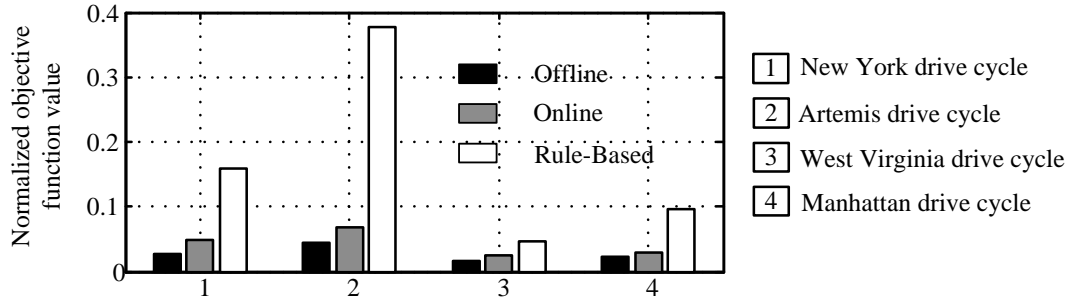 Normalized objective
function value
0.4
0.3
0.2
0.1
0
1
2
3
4
Offline
Online
Rule-Based
1 New York drive cycle
2 Artemis drive cycle
3 West Virginia drive cycle
4 Manhattan drive cycle